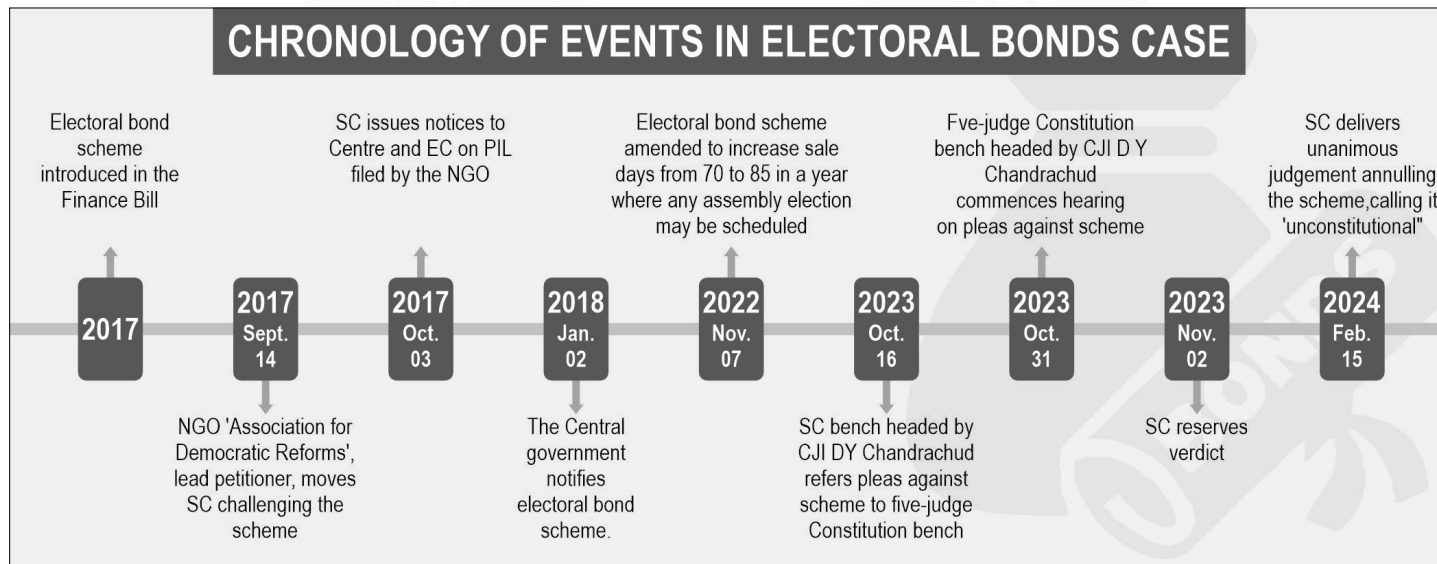 CHRONOLOGY OF EVENTS IN ELECTORAL BONDS CASE
Electoral bond
scheme
introduced in the
Finance Bill
2017
2017
Sept.
14
NGO 'Association for
Democratic Reforms',
lead petitioner, moves
SC challenging the
scheme
SC issues notices to
Centre and EC on PIL
filed by the NGO
2017
Oct.
03
2018
Jan.
02
The Central
government
notifies
electoral bond
scheme.
Electoral bond scheme
amended to increase sale
days from 70 to 85 in a year
where any assembly election
may be scheduled
2022
Nov.
07
2023
Oct.
16
SC bench headed by
CJI DY Chandrachud
refers pleas against
scheme to five-judge
Constitution bench
Fve-judge Constitution
bench headed by CJI D Y
Chandrachud
commences hearing
on pleas against scheme
2023
Oct.
31
2023
Nov.
02
SC reserves
verdict
SC delivers
unanimous
judgement annulling
the scheme,calling it
'unconstitutional"
2024
Feb.
15
BONDS